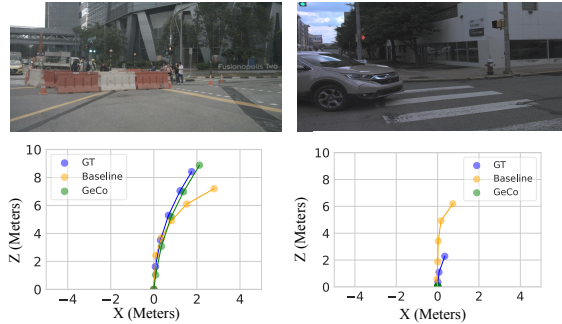 Fusionopolis Two
10
8
6
4
2
0
Z (Meters)
GT
Baseline
GeCo
−4 −2 0 2 4
X (Meters)
10
8
6
4
2
0
Z (Meters)
GT
Baseline
GeCo
−4 −2 0 2 4
X (Meters)